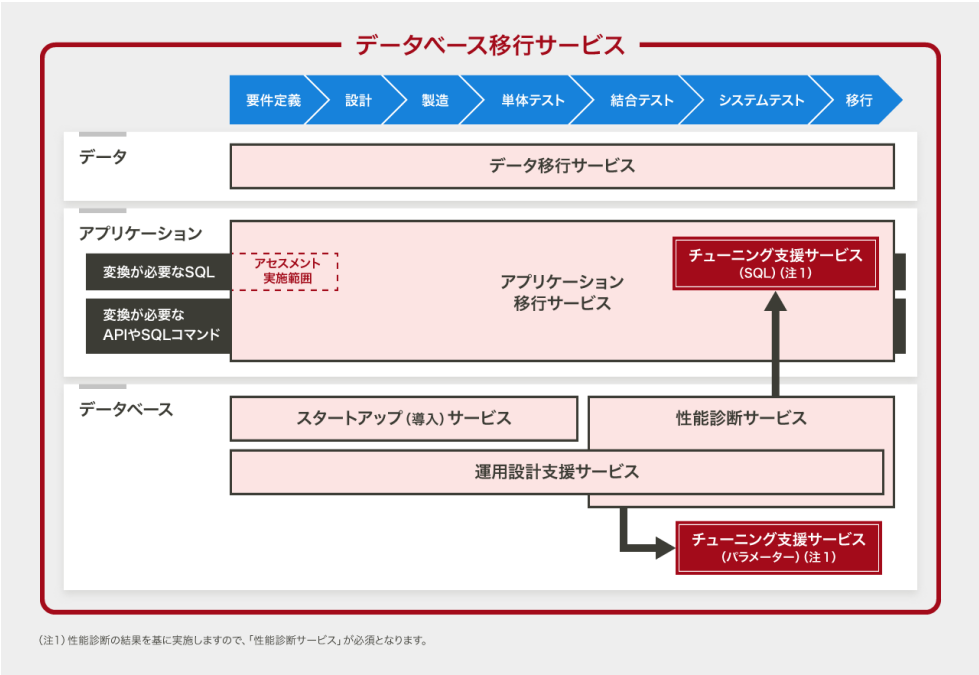 データベース移行サービス
要件定義
設計
製造
単体テスト
結合テスト
システムテスト
移行
データ
データ移行サービス
アプリケーション
変換が必要なSQL
変換が必要な
APIやSQLコマンド
アセスメント
実施範囲
アプリケーション
移行サービス
チューニング支援サービス
(SQL)(注1)
データベース
スタートアップ(導入)サービス
性能診断サービス
運用設計支援サービス
チューニング支援サービス
(パラメーター)(注1)
(注1)性能診断の結果を基に実施しますので、「性能診断サービス」が必須となります。